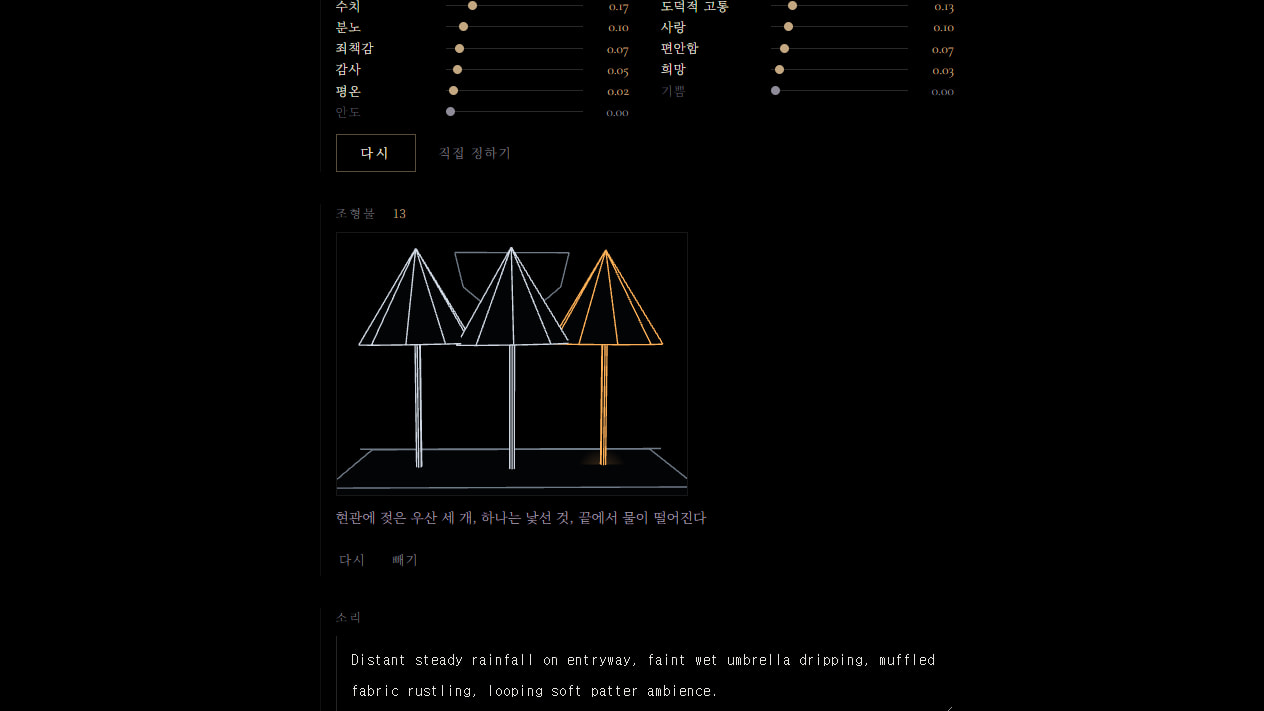 수치 0.17 도덕적 고통 0.13
분노 0.10 사랑 0.10
죄책감 0.07 편안함 0.07
감사 0.05 희망 0.03
평온 0.02 기쁨 0.00
안도 0.00
다시 직접 정하기
조형물 13
현관에 젖은 우산 세 개, 하나는 낯선 것, 끝에서 물이 떨어진다
다시 빼기
소리
Distant steady rainfall on entryway, faint wet umbrella dripping, muffled
fabric rustling, looping soft patter ambience.